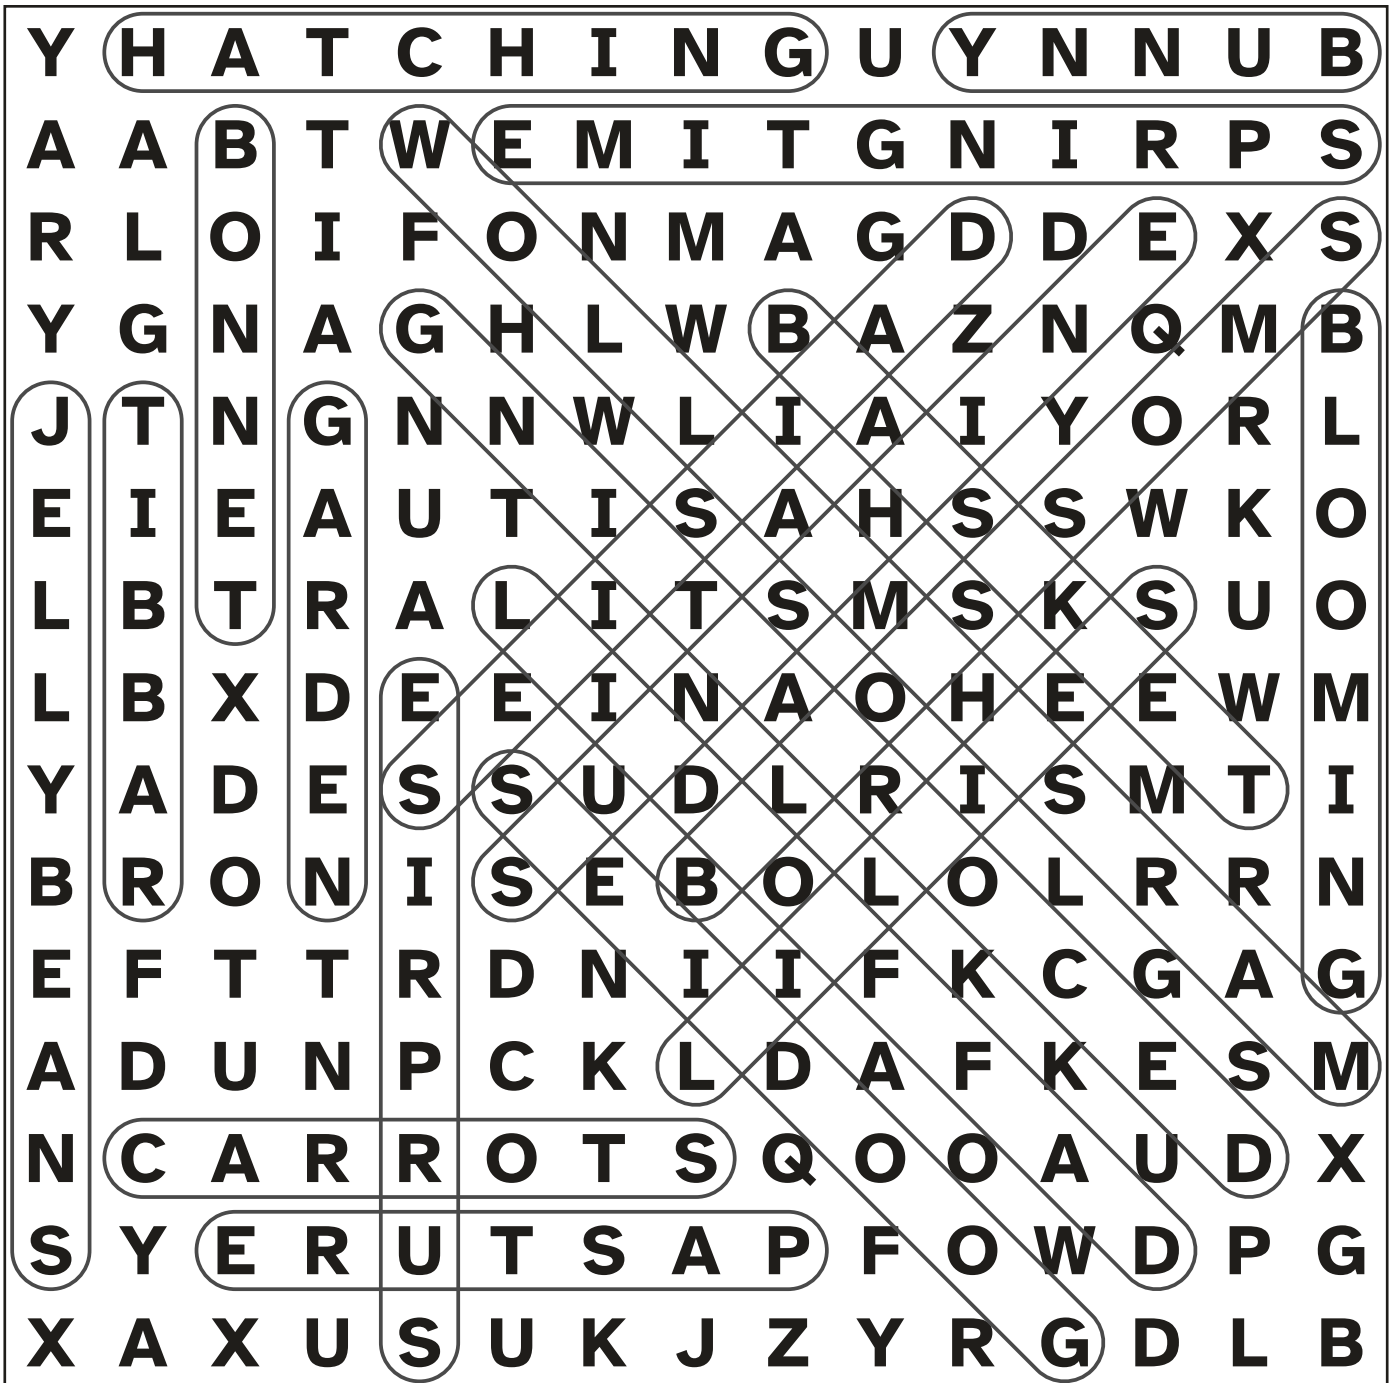 Y H A T C H I N G U Y N N U B
A A B T W E M I T G N I R P S
R L O I F O N M A G D D E X S
Y G N A G H L W B A Z N Q M B
J T N G N N W L I A I Y O R L
E I E A U T I S A H S S W K O
L B T R A L I T S M S K S U O
L B X D E E I N A O H E E W M
Y A D E S S U D L R I S M T I
B R O N I S E B O L O L R R N
E F T T R D N I I F K C G A G
A D U N P C K L D A F K E S M
N C A R R O T S Q O O A U D X
S Y E R U T S A P F O W D P G
X A X U S U K J Z Y R G D L B